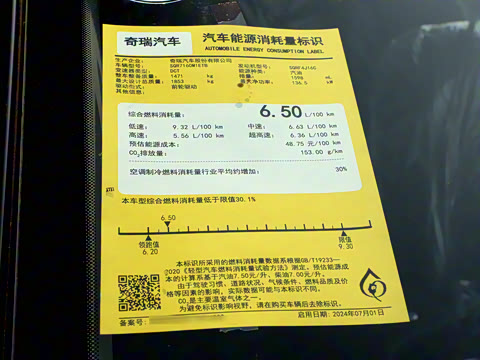 奇瑞汽车
汽车能源消耗量标识
AUTOMOBILE ENERGY CONSUMPTION LABEL
生产企业: 奇瑞汽车股份有限公司
车辆型号: SQR7160M1ETB 发动机型号: SQRF4J16C
变速器类型: DCT 能源种类: 汽油
整车整备质量: 1471 kg 排量: 1598 mL
最大设计总质量: 1853 kg 最大净功率: 136.5 kW
驱动型式: 前轮驱动
其他信息:
综合燃料消耗量: 6.50 L/100 km
低速: 9.32 L/100 km 中速: 6.63 L/100 km
高速: 5.56 L/100 km 超高速: 6.36 L/100 km
预估能源成本: 48.75 元/100 km
CO2排放量: 153.00 g/km
空调制冷燃料消耗量行业平均约增加: 30%
本车型综合燃料消耗量低于限值30.1%
6.50
领跑值 限值
6.20 9.30
本标识所采用的燃料消耗量数据系根据GB/T19233—
2020《轻型汽车燃料消耗量试验方法》测定。预估能源成
本的计算系基于汽油7.50元/升、柴油7.00元/升。
由于驾驶习惯、道路状况、气候条件、燃料品质及价
格等因素的影响，实际数据可能与本标识不同。
CO2是主要温室气体之一。
为避免标识影响视野，请在购买车辆后去除标识。
备案号: 启用日期: 2024年07月01日